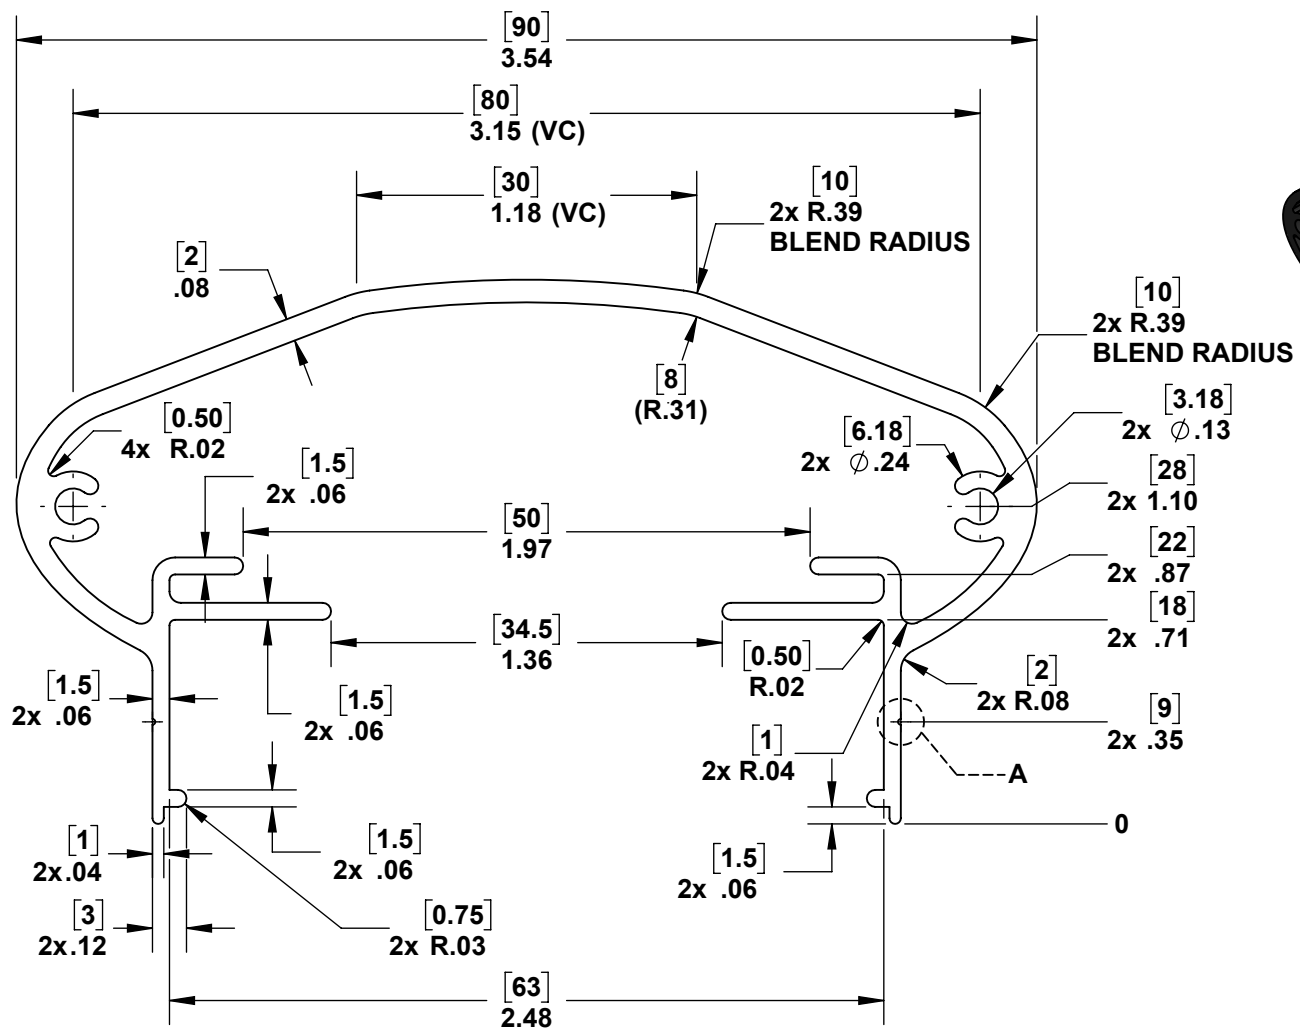 [90]
3.54
[80]
3.15 (VC)
[30]
1.18 (VC)
[10]
2x R.39
BLEND RADIUS
[2]
.08
[10]
2x R.39
BLEND RADIUS
[8]
(R.31)
[0.50]
4x R.02
[3.18]
2x ∅.13
[6.18]
2x ∅.24
[1.5]
2x .06
[28]
2x 1.10
[50]
1.97
[22]
2x .87
[18]
2x .71
[34.5]
1.36
[0.50]
R.02
[2]
2x R.08
[1.5]
2x .06
[1.5]
2x .06
[9]
2x .35
[1]
2x R.04
A
0
[1]
2x.04
[1.5]
2x .06
[1.5]
2x .06
[3]
2x.12
[0.75]
2x R.03
[63]
2.48